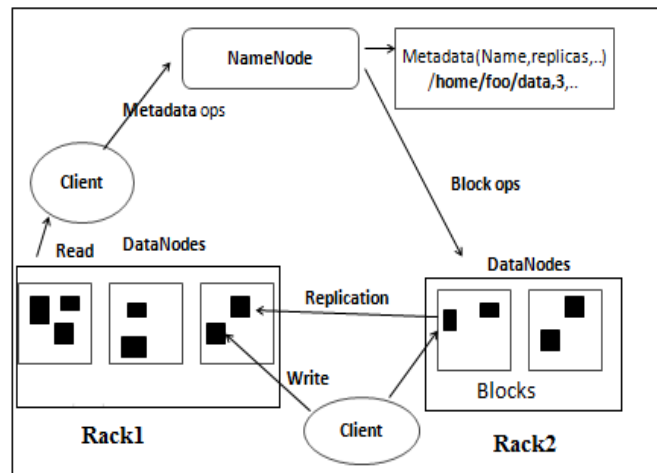 NameNode
Metadata(Name,replicas,..)
/home/foo/data,3,..
Metadata ops
Client
Block ops
Read
DataNodes
DataNodes
Replication
Write
Blocks
Client
Rack1
Rack2